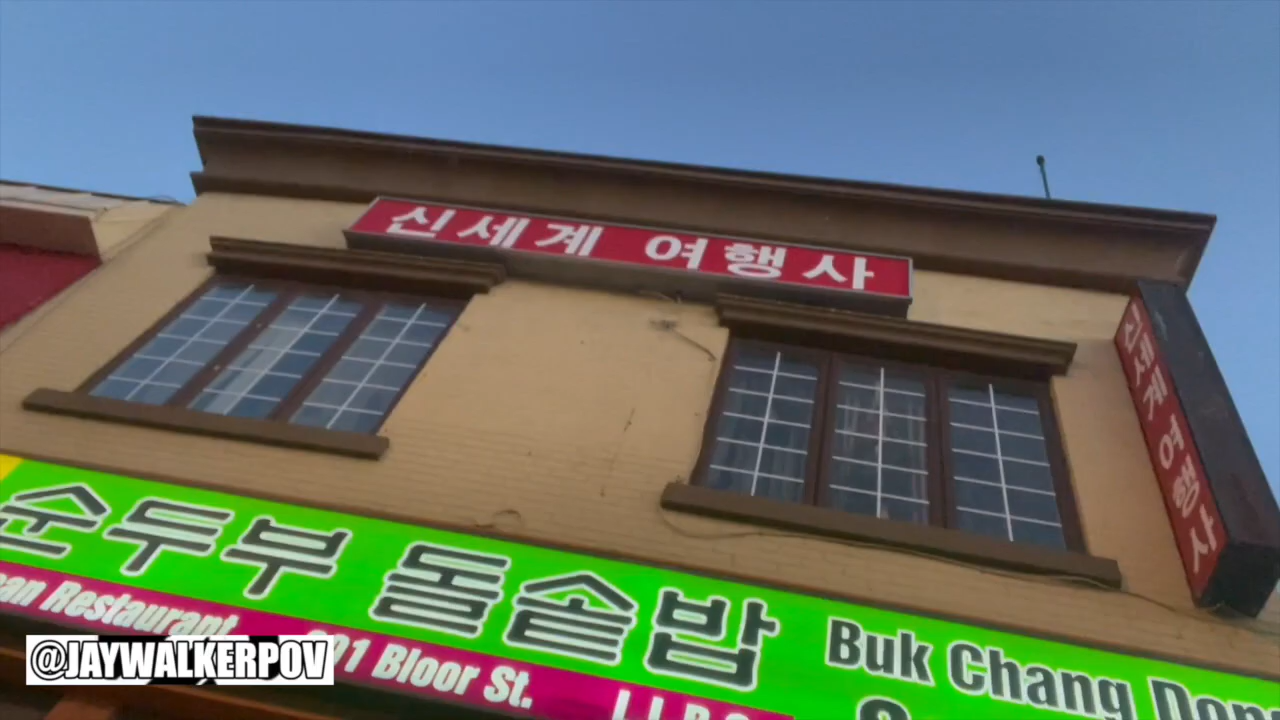 신세계 여행사
신세계 여행사
순두부 돌솥밥
Buk Chang
Restaurant
Bloor St.
@JAYWALKERPOV